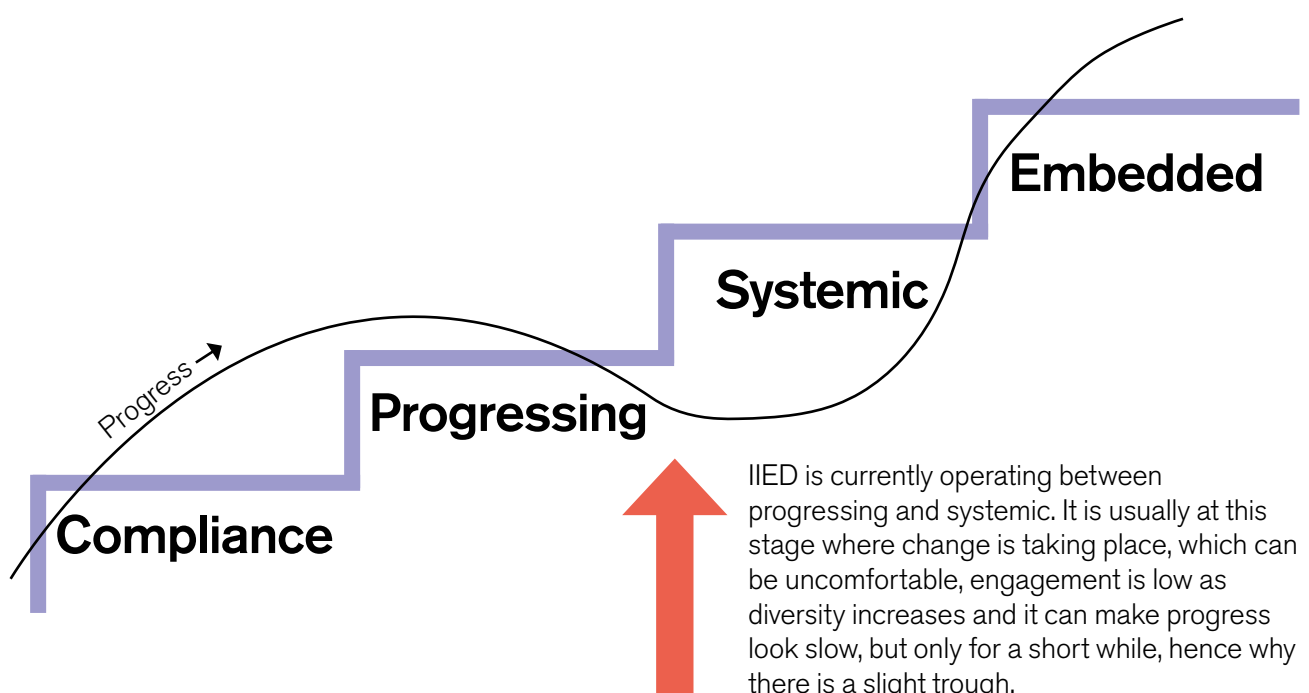 Embedded
Systemic
Progress →
Progressing
Compliance
IIED is currently operating between
progressing and systemic. It is usually at this
stage where change is taking place, which can
be uncomfortable, engagement is low as
diversity increases and it can make progress
look slow, but only for a short while, hence why
there is a slight trough.